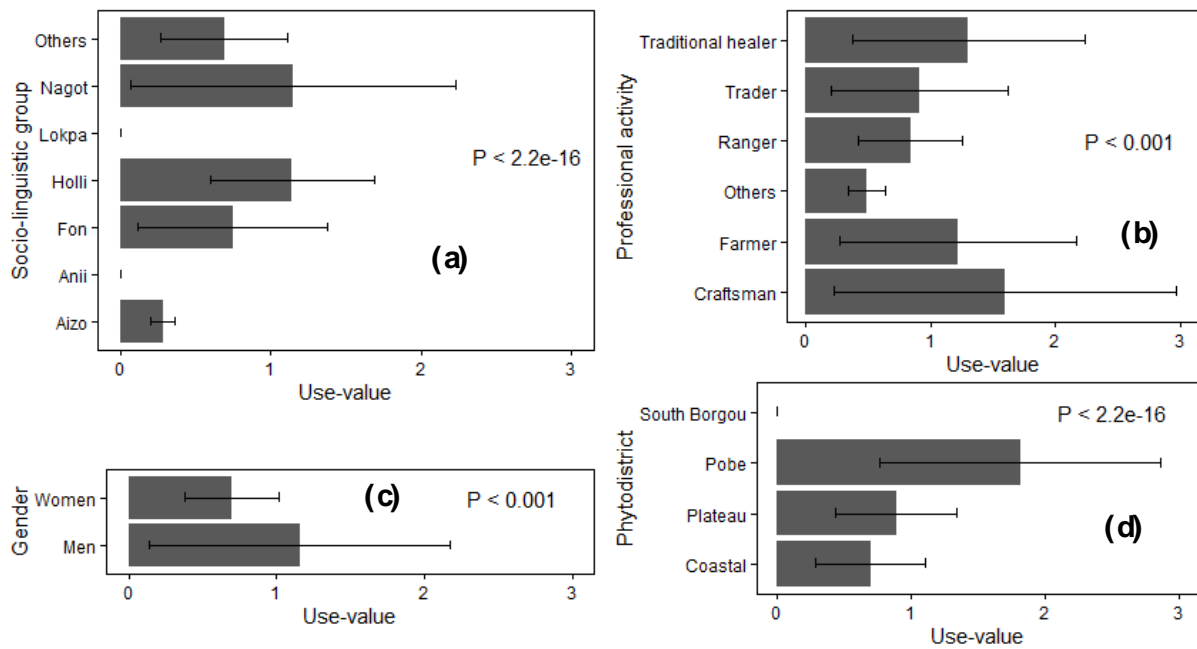 Socio-linguistic group
Others
Nagot
Lokpa
Holli
Fon
Anii
Aizo
P < 2.2e-16
(a)
0 1 2 3
Use-value
Professional activity
Traditional healer
Trader
Ranger
Others
Farmer
Craftsman
P < 0.001
(b)
0 1 2 3
Use-value
Gender
Women
Men
(c)
P < 0.001
0 1 2 3
Use-value
Phytodistrict
South Borgou
Pobe
Plateau
Coastal
P < 2.2e-16
(d)
0 1 2 3
Use-value